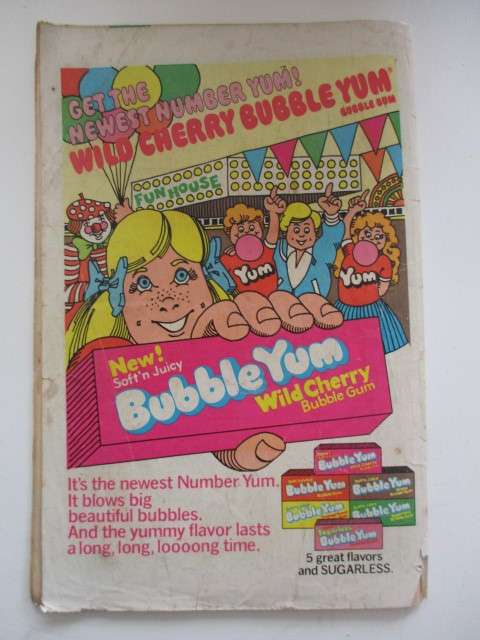 GET THE
NEWEST NUMBER YUM!
WILD CHERRY BUBBLE YUM
BUBBLE GUM
FUN HOUSE
YUM
YUM
New!
Soft 'n Juicy
Bubble Yum
Wild Cherry
Bubble Gum
It's the newest Number Yum.
It blows big
beautiful bubbles.
And the yummy flavor lasts
a long, long, loooong time.
Bubble Yum
Bubble Yum
Bubble Yum
Bubble Yum
Bubble Yum
Bubble Yum
5 great flavors
and SUGARLESS.